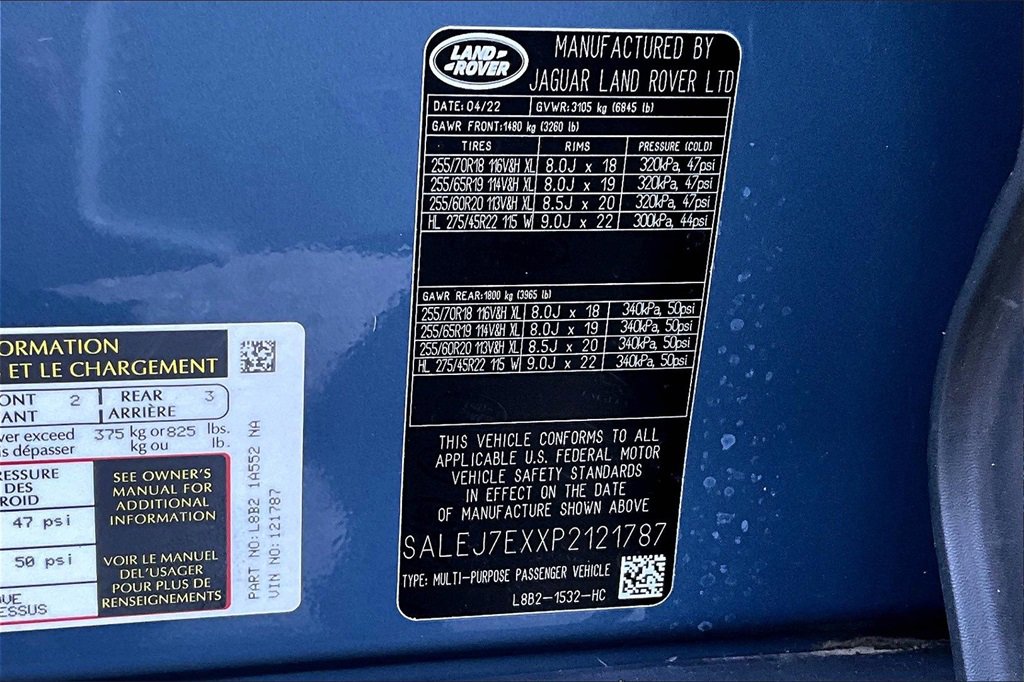 LAND-
-ROVER
MANUFACTURED BY
JAGUAR LAND ROVER LTD
DATE: 04/22 GVWR: 3105 kg (6845 lb)
GAWR FRONT: 1480 kg (3260 lb)
TIRES RIMS PRESSURE (COLD)
255/70R18 116V&H XL 8.0J x 18 320kPa, 47psi
255/65R19 114V&H XL 8.0J x 19 320kPa, 47psi
255/60R20 113V&H XL 8.5J x 20 320kPa, 47psi
HL 275/45R22 115 W 9.0J x 22 300kPa, 44psi
GAWR REAR: 1800 kg (3965 lb)
255/70R18 116V&H XL 8.0J x 18 340kPa, 50psi
255/65R19 114V&H XL 8.0J x 19 340kPa, 50psi
255/60R20 113V&H XL 8.5J x 20 340kPa, 50psi
HL 275/45R22 115 W 9.0J x 22 340kPa, 50psi
THIS VEHICLE CONFORMS TO ALL
APPLICABLE U.S. FEDERAL MOTOR
VEHICLE SAFETY STANDARDS
IN EFFECT ON THE DATE
OF MANUFACTURE SHOWN ABOVE
SALEJ7EXXP2121787
TYPE: MULTI-PURPOSE PASSENGER VEHICLE
L8B2-1532-HC
ORMATION
ET LE CHARGEMENT
ONT 2 REAR 3
ANT ARRIÈRE
ver exceed 375 kg or 825 lbs.
is dépasser kg ou lb.
RESSURE
DES
ROID
47 psi
50 psi
UE
ESSUS
SEE OWNER'S
MANUAL FOR
ADDITIONAL
INFORMATION
VOIR LE MANUEL
DEL'USAGER
POUR PLUS DE
RENSEIGNEMENTS
PART NO: L8B2 1A552 NA
VIN NO: 121787